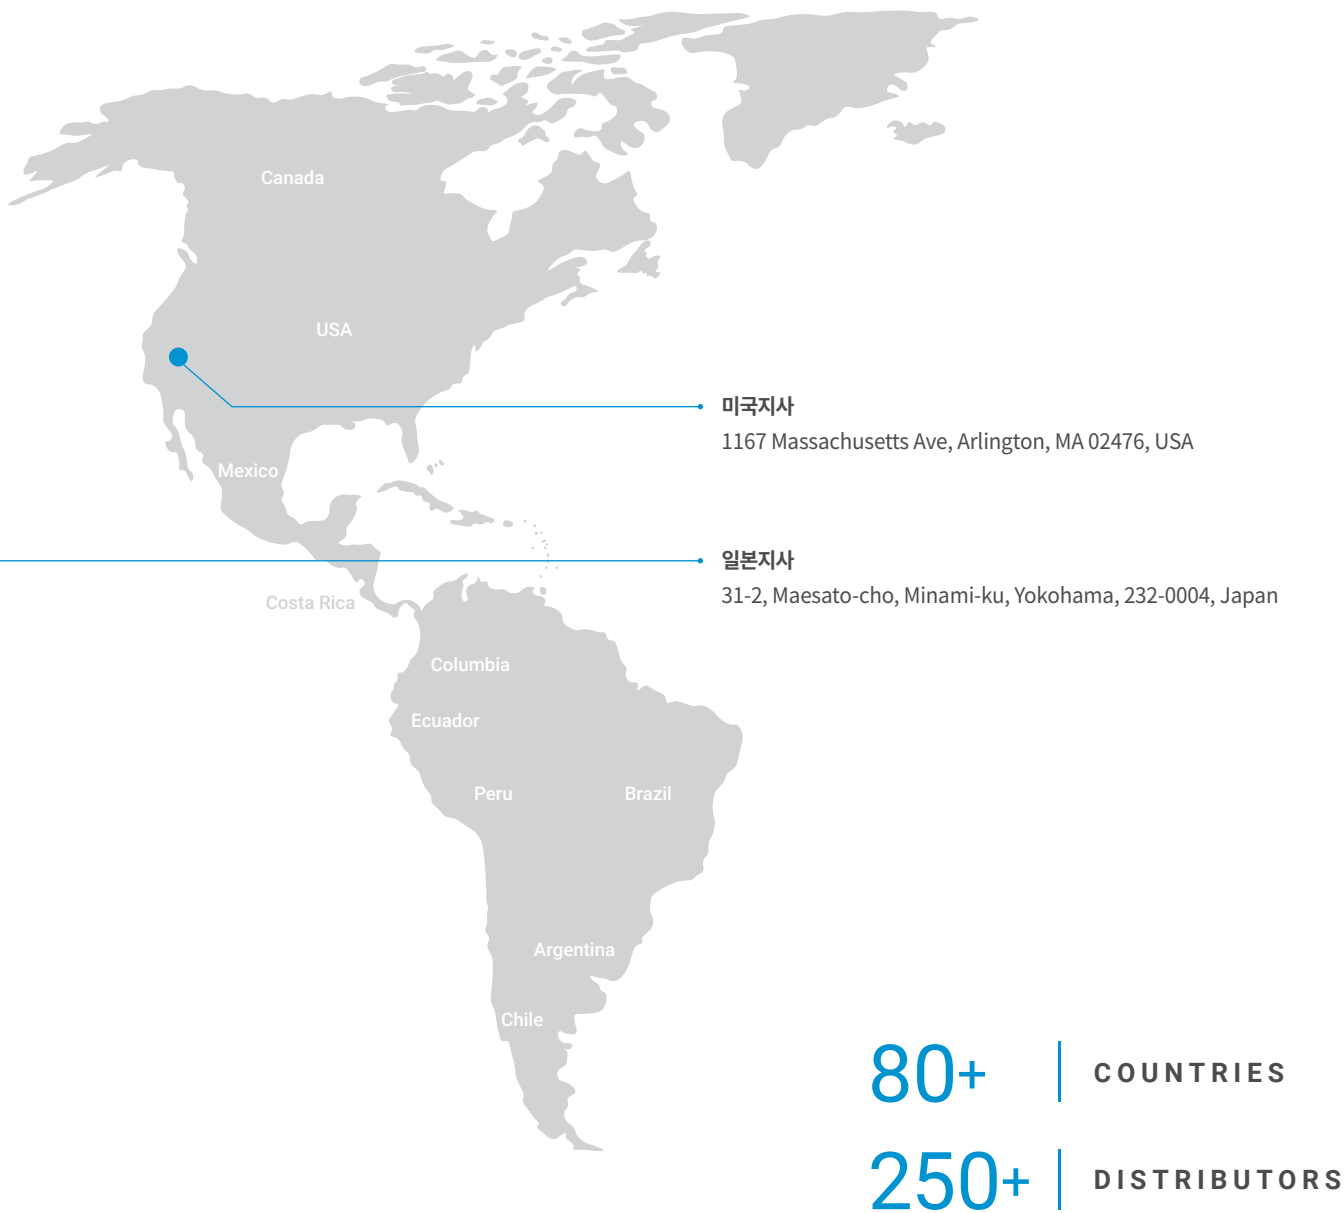 Canada
USA
미국지사
1167 Massachusetts Ave, Arlington, MA 02476, USA
Mexico
일본지사
31-2, Maesato-cho, Minami-ku, Yokohama, 232-0004, Japan
Costa Rica
Columbia
Ecuador
Peru
Brazil
Argentina
Chile
80+ COUNTRIES
250+ DISTRIBUTORS